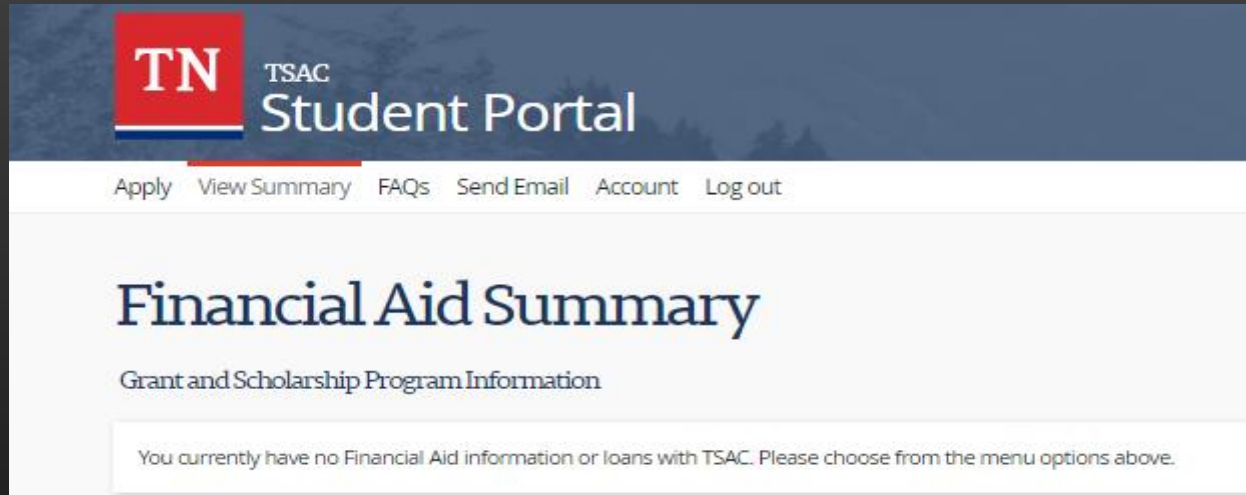 TN
TSAC
Student Portal
Apply View Summary FAQs Send Email Account Log out
Financial Aid Summary
Grant and Scholarship Program Information
You currently have no Financial Aid information or loans with TSAC. Please choose from the menu options above.